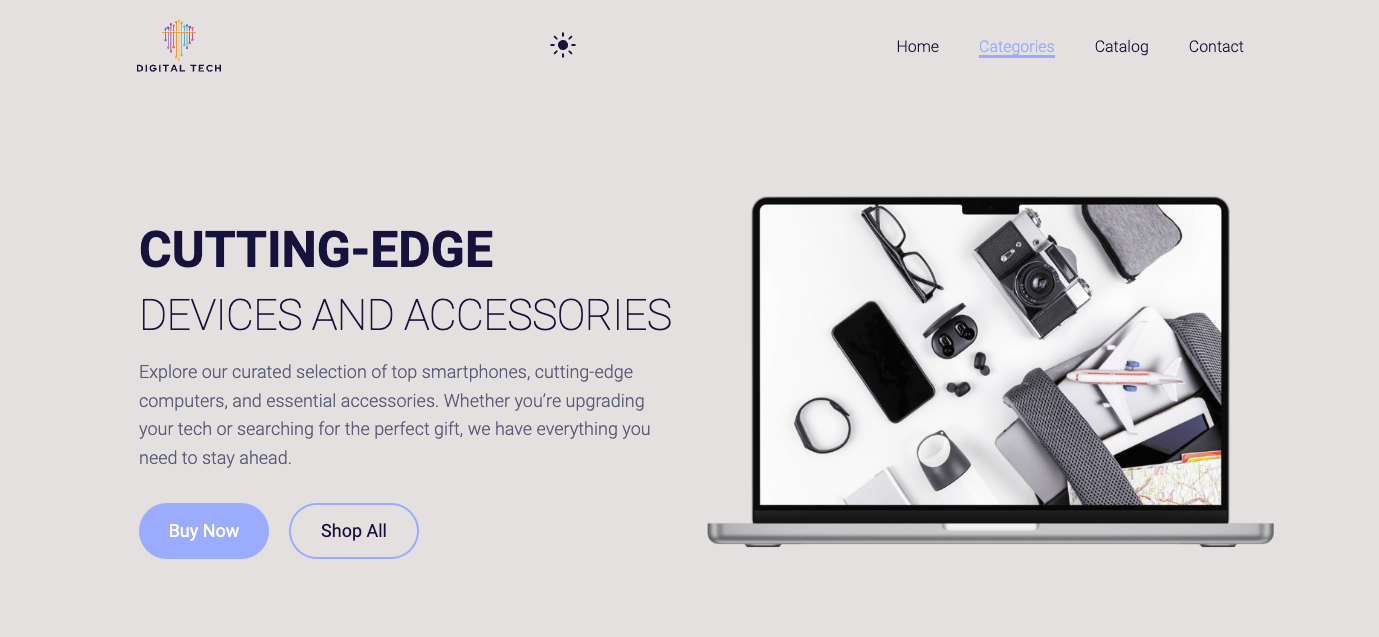 DIGITAL TECH
Home
Categories
Catalog
Contact
CUTTING-EDGE
DEVICES AND ACCESSORIES
Explore our curated selection of top smartphones, cutting-edge
computers, and essential accessories. Whether you’re upgrading
your tech or searching for the perfect gift, we have everything you
need to stay ahead.
Buy Now
Shop All